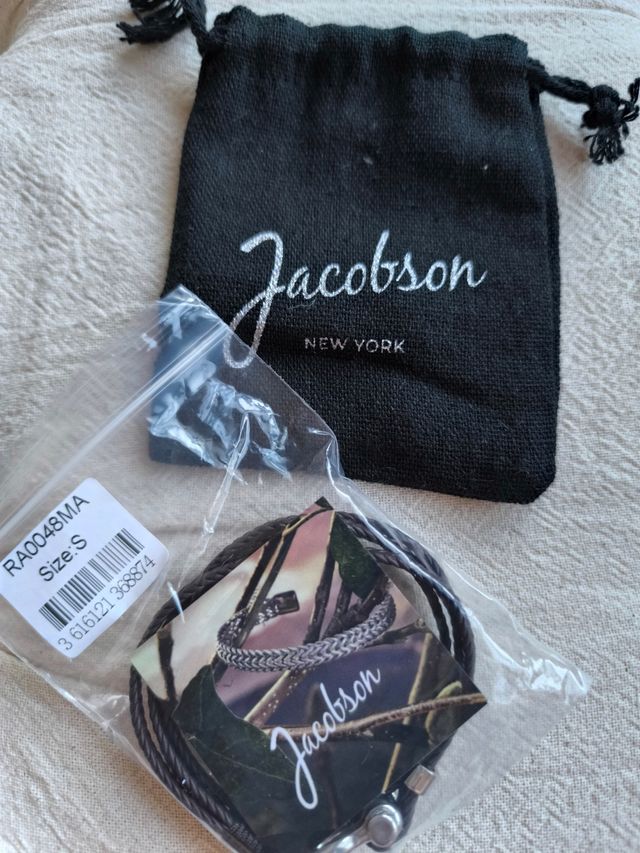 Jacobson
NEW YORK
RA0048MA
Size:S
3 616121 368874
Jacobson